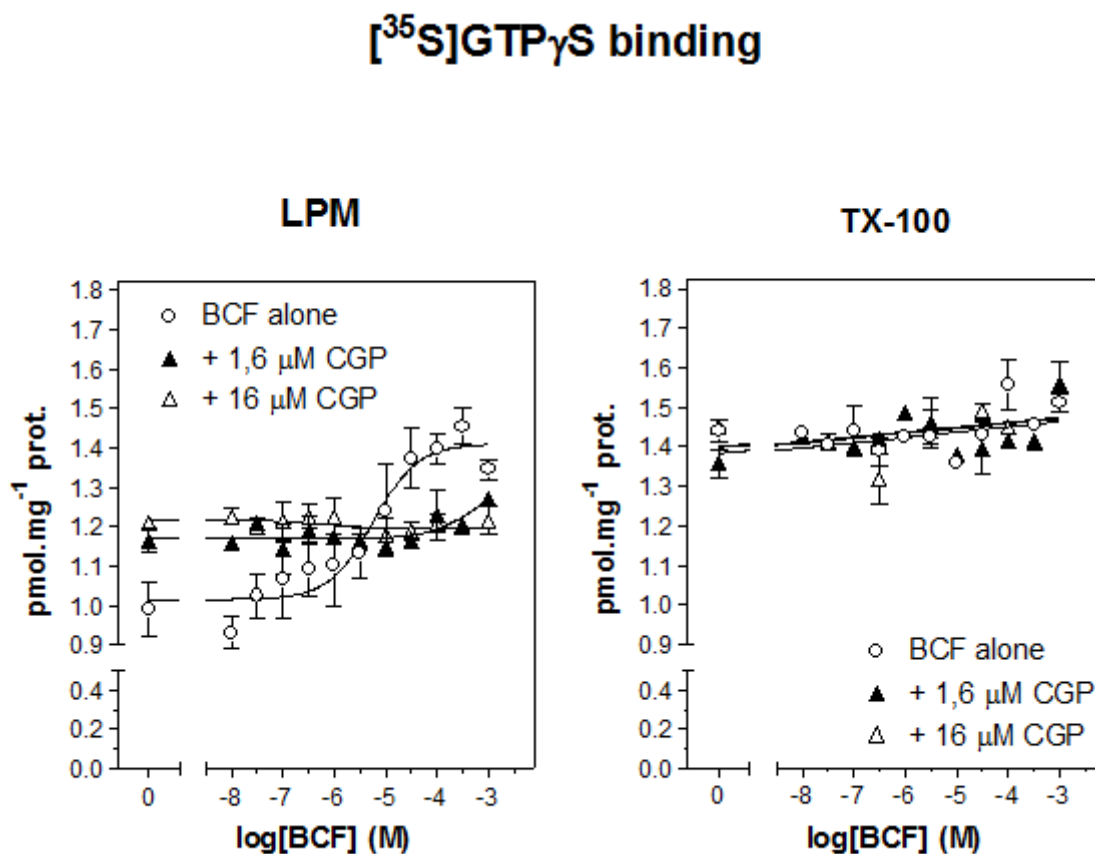 [³⁵S]GTPγS binding
LPM
pmol.mg⁻¹ prot.
1.8
1.7
1.6
1.5
1.4
1.3
1.2
1.1
1.0
0.9
0.4
0.2
0.0
BCF alone
+ 1,6 μM CGP
+ 16 μM CGP
0 -8 -7 -6 -5 -4 -3
log[BCF] (M)
TX-100
pmol.mg⁻¹ prot.
1.8
1.7
1.6
1.5
1.4
1.3
1.2
1.1
1.0
0.9
0.4
0.2
0.0
BCF alone
+ 1,6 μM CGP
+ 16 μM CGP
0 -8 -7 -6 -5 -4 -3
log[BCF] (M)